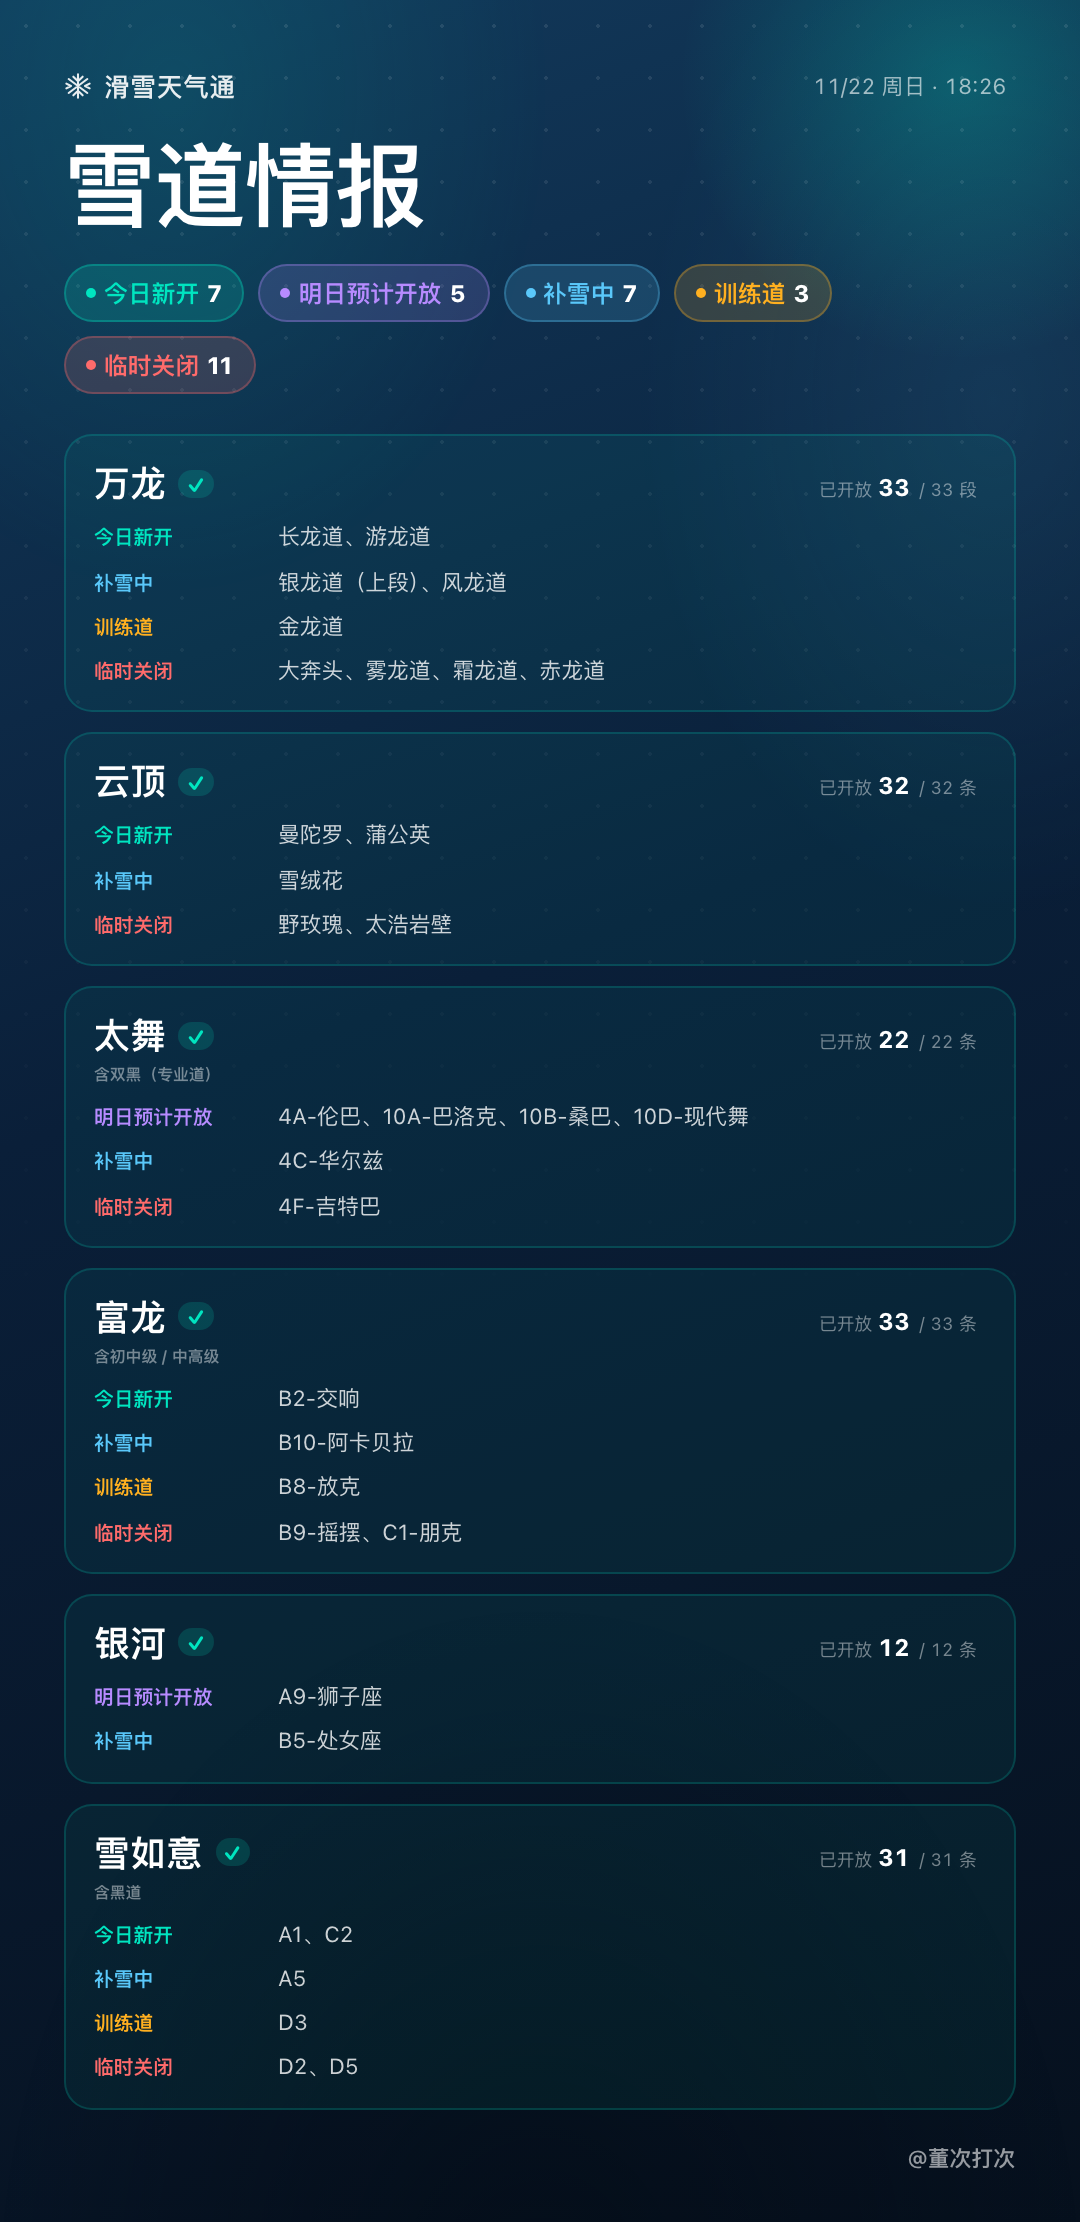 滑雪天气通
11/22 周日 · 18:26
雪道情报
今日新开 7
明日预计开放 5
补雪中 7
训练道 3
临时关闭 11
万龙
已开放 33 / 33 段
今日新开 长龙道、游龙道
补雪中 银龙道（上段）、风龙道
训练道 金龙道
临时关闭 大奔头、雾龙道、霜龙道、赤龙道
云顶
已开放 32 / 32 条
今日新开 曼陀罗、蒲公英
补雪中 雪绒花
临时关闭 野玫瑰、太浩岩壁
太舞
已开放 22 / 22 条
含双黑（专业道）
明日预计开放 4A-伦巴、10A-巴洛克、10B-桑巴、10D-现代舞
补雪中 4C-华尔兹
临时关闭 4F-吉特巴
富龙
已开放 33 / 33 条
含初中级 / 中高级
今日新开 B2-交响
补雪中 B10-阿卡贝拉
训练道 B8-放克
临时关闭 B9-摇摆、C1-朋克
银河
已开放 12 / 12 条
明日预计开放 A9-狮子座
补雪中 B5-处女座
雪如意
已开放 31 / 31 条
含黑道
今日新开 A1、C2
补雪中 A5
训练道 D3
临时关闭 D2、D5
@董次打次